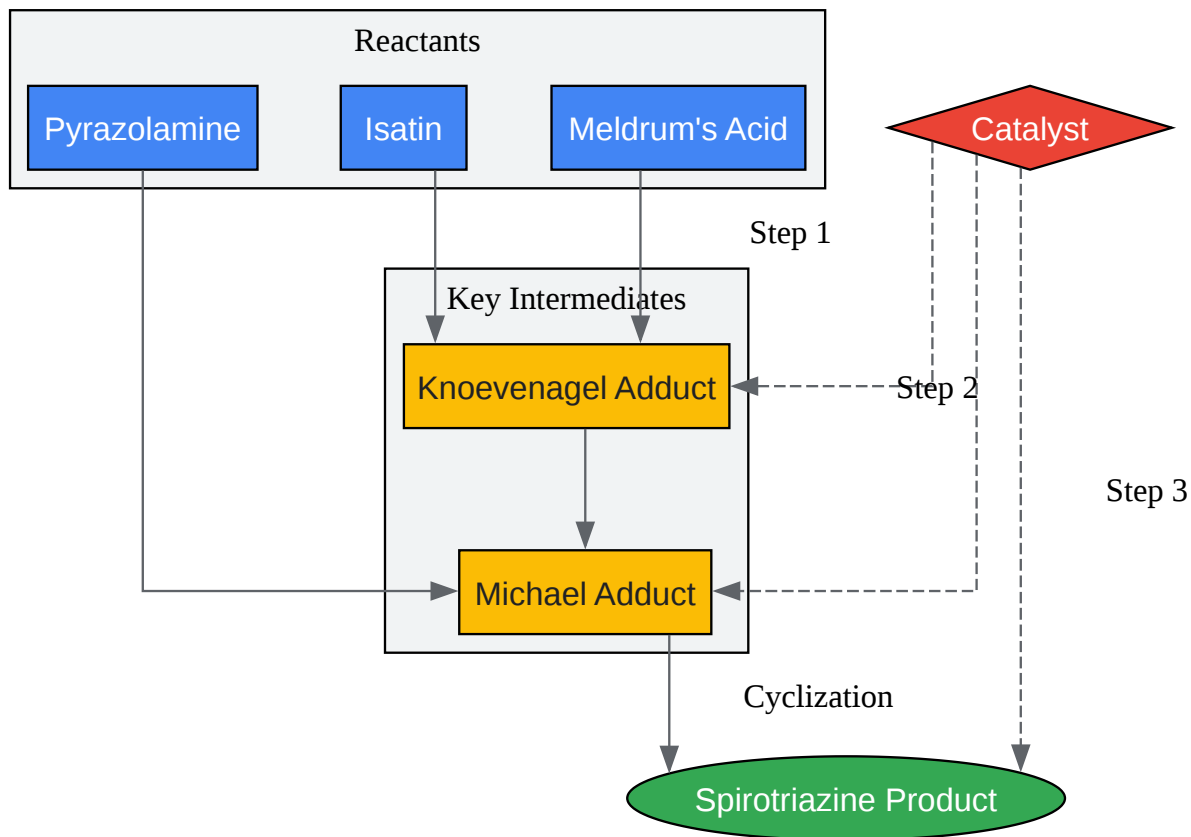 Reactants
Pyrazolamine
Isatin
Meldrum's Acid
Catalyst
Step 1
Key Intermediates
Knoevenagel Adduct
Step 2
Step 3
Michael Adduct
Cyclization
Spirotriazine Product